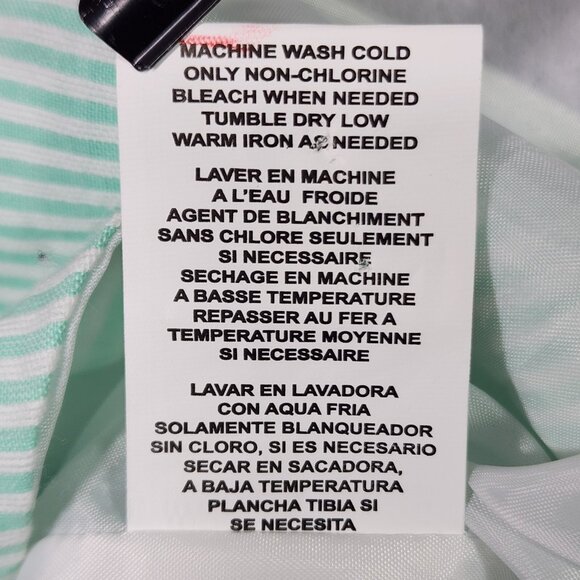 MACHINE WASH COLD
ONLY NON-CHLORINE
BLEACH WHEN NEEDED
TUMBLE DRY LOW
WARM IRON AS NEEDED
LAVER EN MACHINE
A L'EAU FROIDE
AGENT DE BLANCHIMENT
SANS CHLORE SEULEMENT
SI NECESSAIRE
SECHAGE EN MACHINE
A BASSE TEMPERATURE
REPASSER AU FER A
TEMPERATURE MOYENNE
SI NECESSAIRE
LAVAR EN LAVADORA
CON AQUA FRIA
SOLAMENTE BLANQUEADOR
SIN CLORO, SI ES NECESARIO
SECAR EN SACADORA,
A BAJA TEMPERATURA
PLANCHA TIBIA SI
SE NECESITA